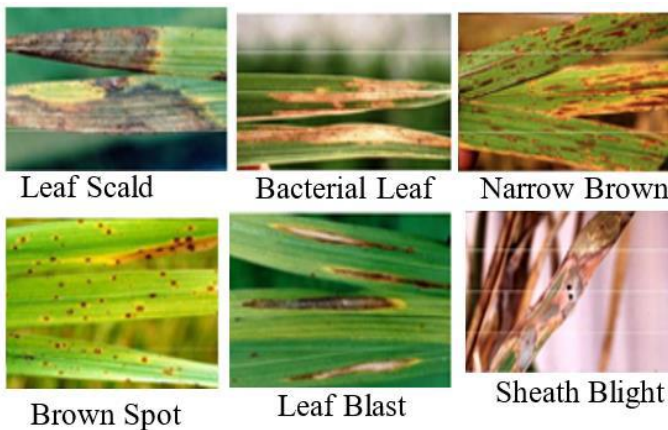 Leaf Scald
Bacterial Leaf
Narrow Brown
Brown Spot
Leaf Blast
Sheath Blight